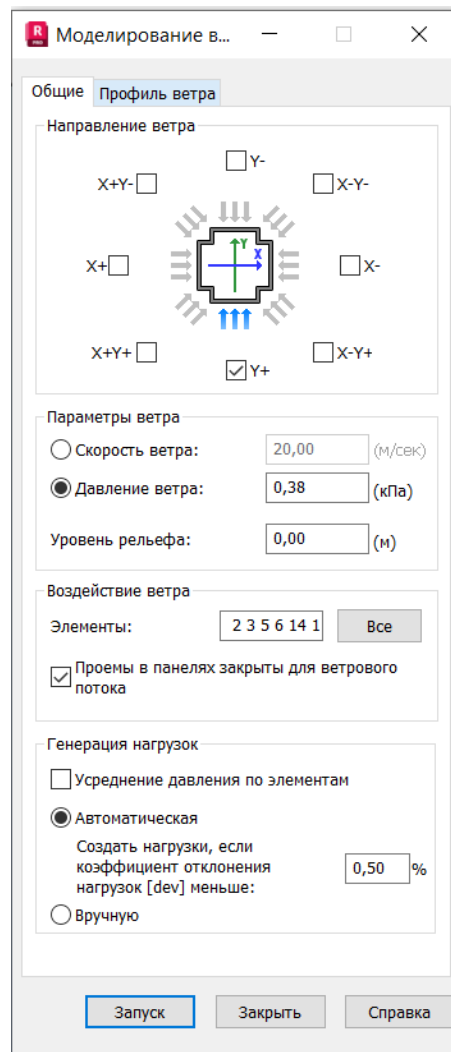 R
PRO
Моделирование в...
Общие
Профиль ветра
Направление ветра
Y-
X+Y-
X-Y-
Y
X
X+
X-
X+Y+
X-Y+
Y+
Параметры ветра
Скорость ветра:
20,00
(м/сек)
Давление ветра:
0,38
(кПа)
Уровень рельефа:
0,00
(м)
Воздействие ветра
Элементы:
2 3 5 6 14 1
Все
Проемы в панелях закрыты для ветрового
потока
Генерация нагрузок
Усреднение давления по элементам
Автоматическая
Создать нагрузки, если
коэффициент отклонения
нагрузок [dev] меньше:
0,50
%
Вручную
Запуск
Закрыть
Справка